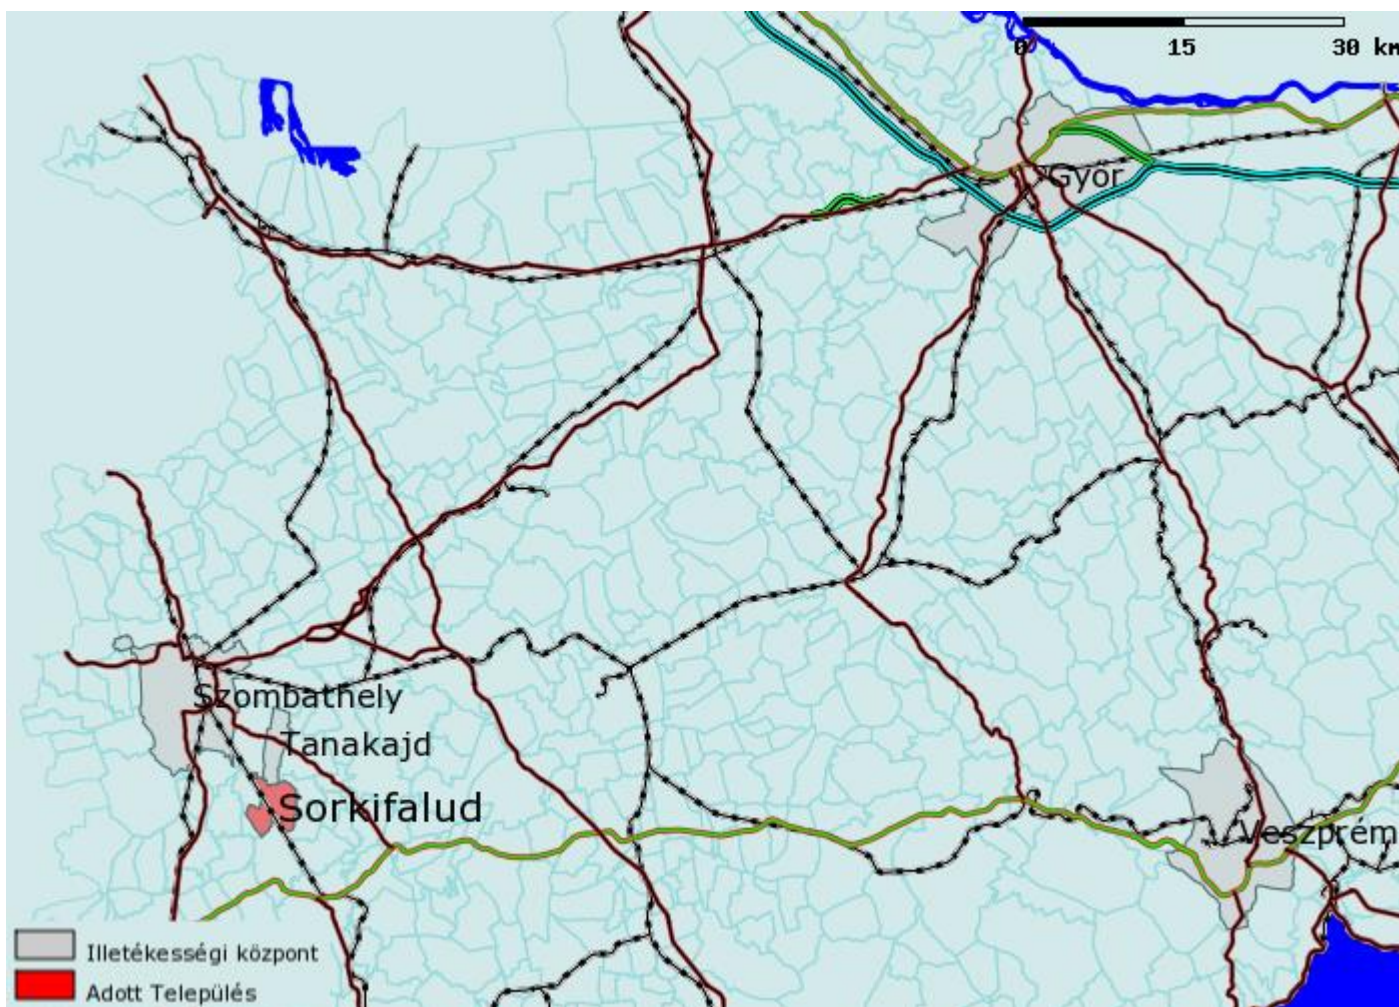 0 15 30 km
Győr
Szombathely
Tanakajd
Sorkifalud
Veszprém
Illetékességi központ
Adott Település